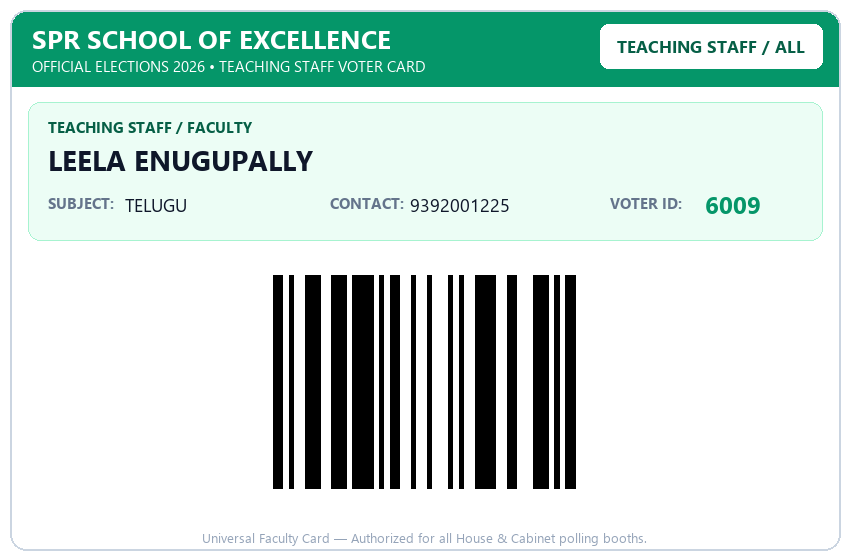 SPR SCHOOL OF EXCELLENCE
OFFICIAL ELECTIONS 2026 • TEACHING STAFF VOTER CARD
TEACHING STAFF / ALL
TEACHING STAFF / FACULTY
LEELA ENUGUPALLY
SUBJECT: TELUGU CONTACT: 9392001225 VOTER ID: 6009
Universal Faculty Card — Authorized for all House & Cabinet polling booths.